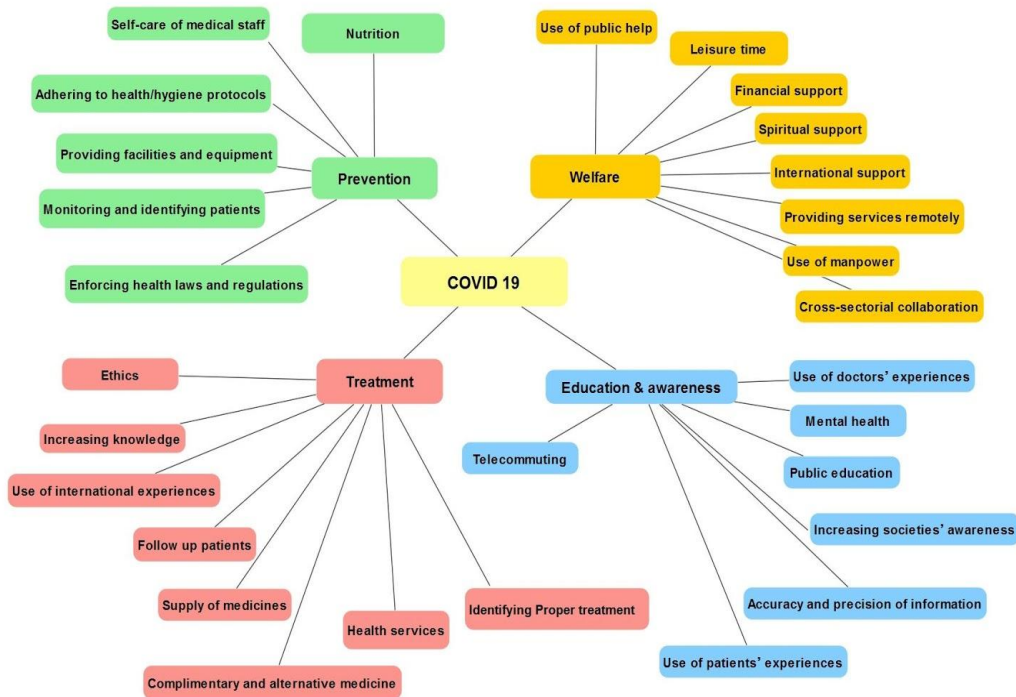 Self-care of medical staff
Nutrition
Adhering to health/hygiene protocols
Providing facilities and equipment
Prevention
Monitoring and identifying patients
Enforcing health laws and regulations
Use of public help
Leisure time
Financial support
Spiritual support
International support
Welfare
Providing services remotely
Use of manpower
Cross-sectorial collaboration
COVID 19
Ethics
Treatment
Increasing knowledge
Use of international experiences
Follow up patients
Supply of medicines
Health services
Identifying Proper treatment
Complimentary and alternative medicine
Education & awareness
Use of doctors’ experiences
Mental health
Telecommuting
Public education
Increasing societies’ awareness
Accuracy and precision of information
Use of patients’ experiences